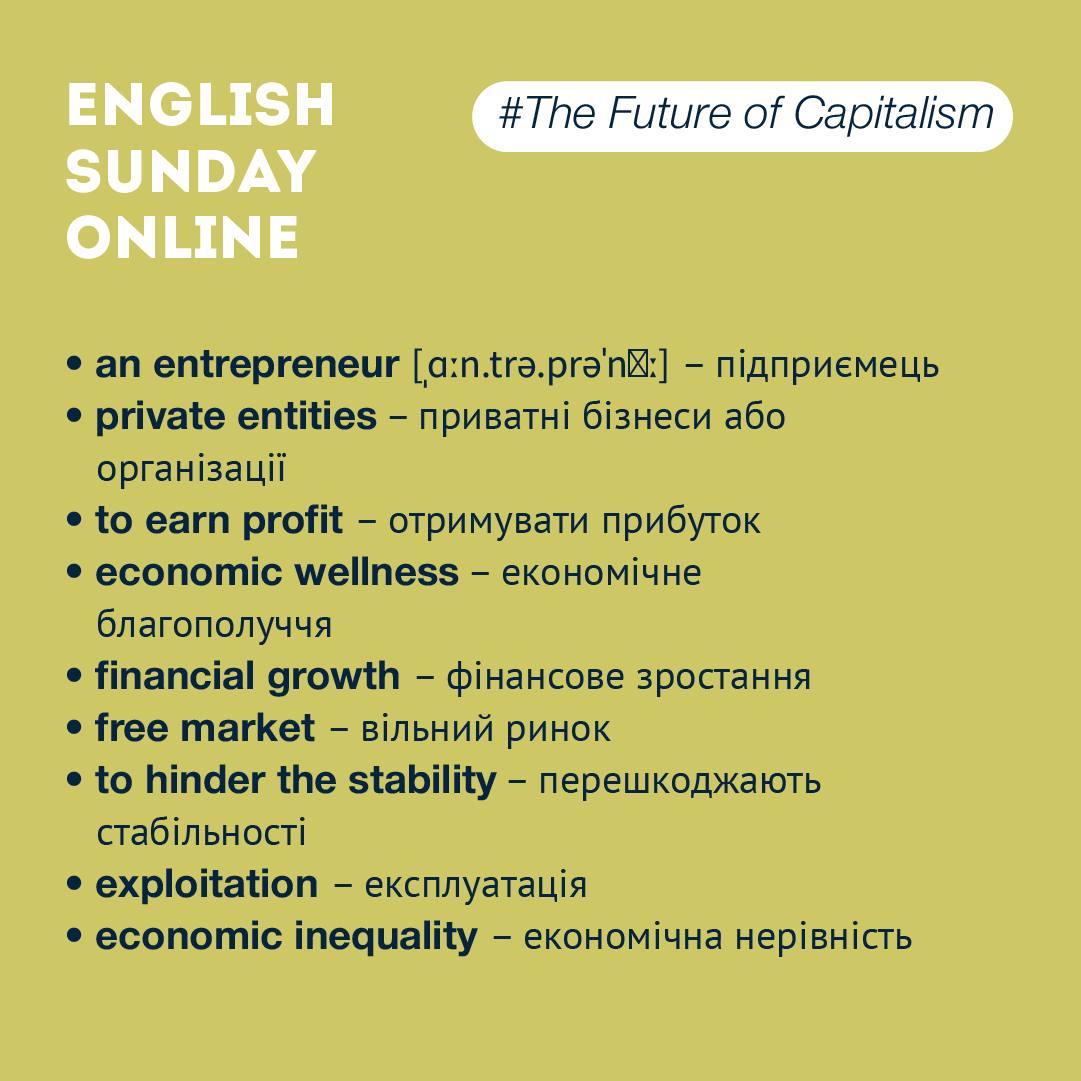 ENGLISH
SUNDAY
ONLINE
#The Future of Capitalism
• an entrepreneur [ˌɑːn.trə.prəˈn☒ː] – підприємець
• private entities – приватні бізнеси або
організації
• to earn profit – отримувати прибуток
• economic wellness – економічне
благополуччя
• financial growth – фінансове зростання
• free market – вільний ринок
• to hinder the stability – перешкоджають
стабільності
• exploitation – експлуатація
• economic inequality – економічна нерівність